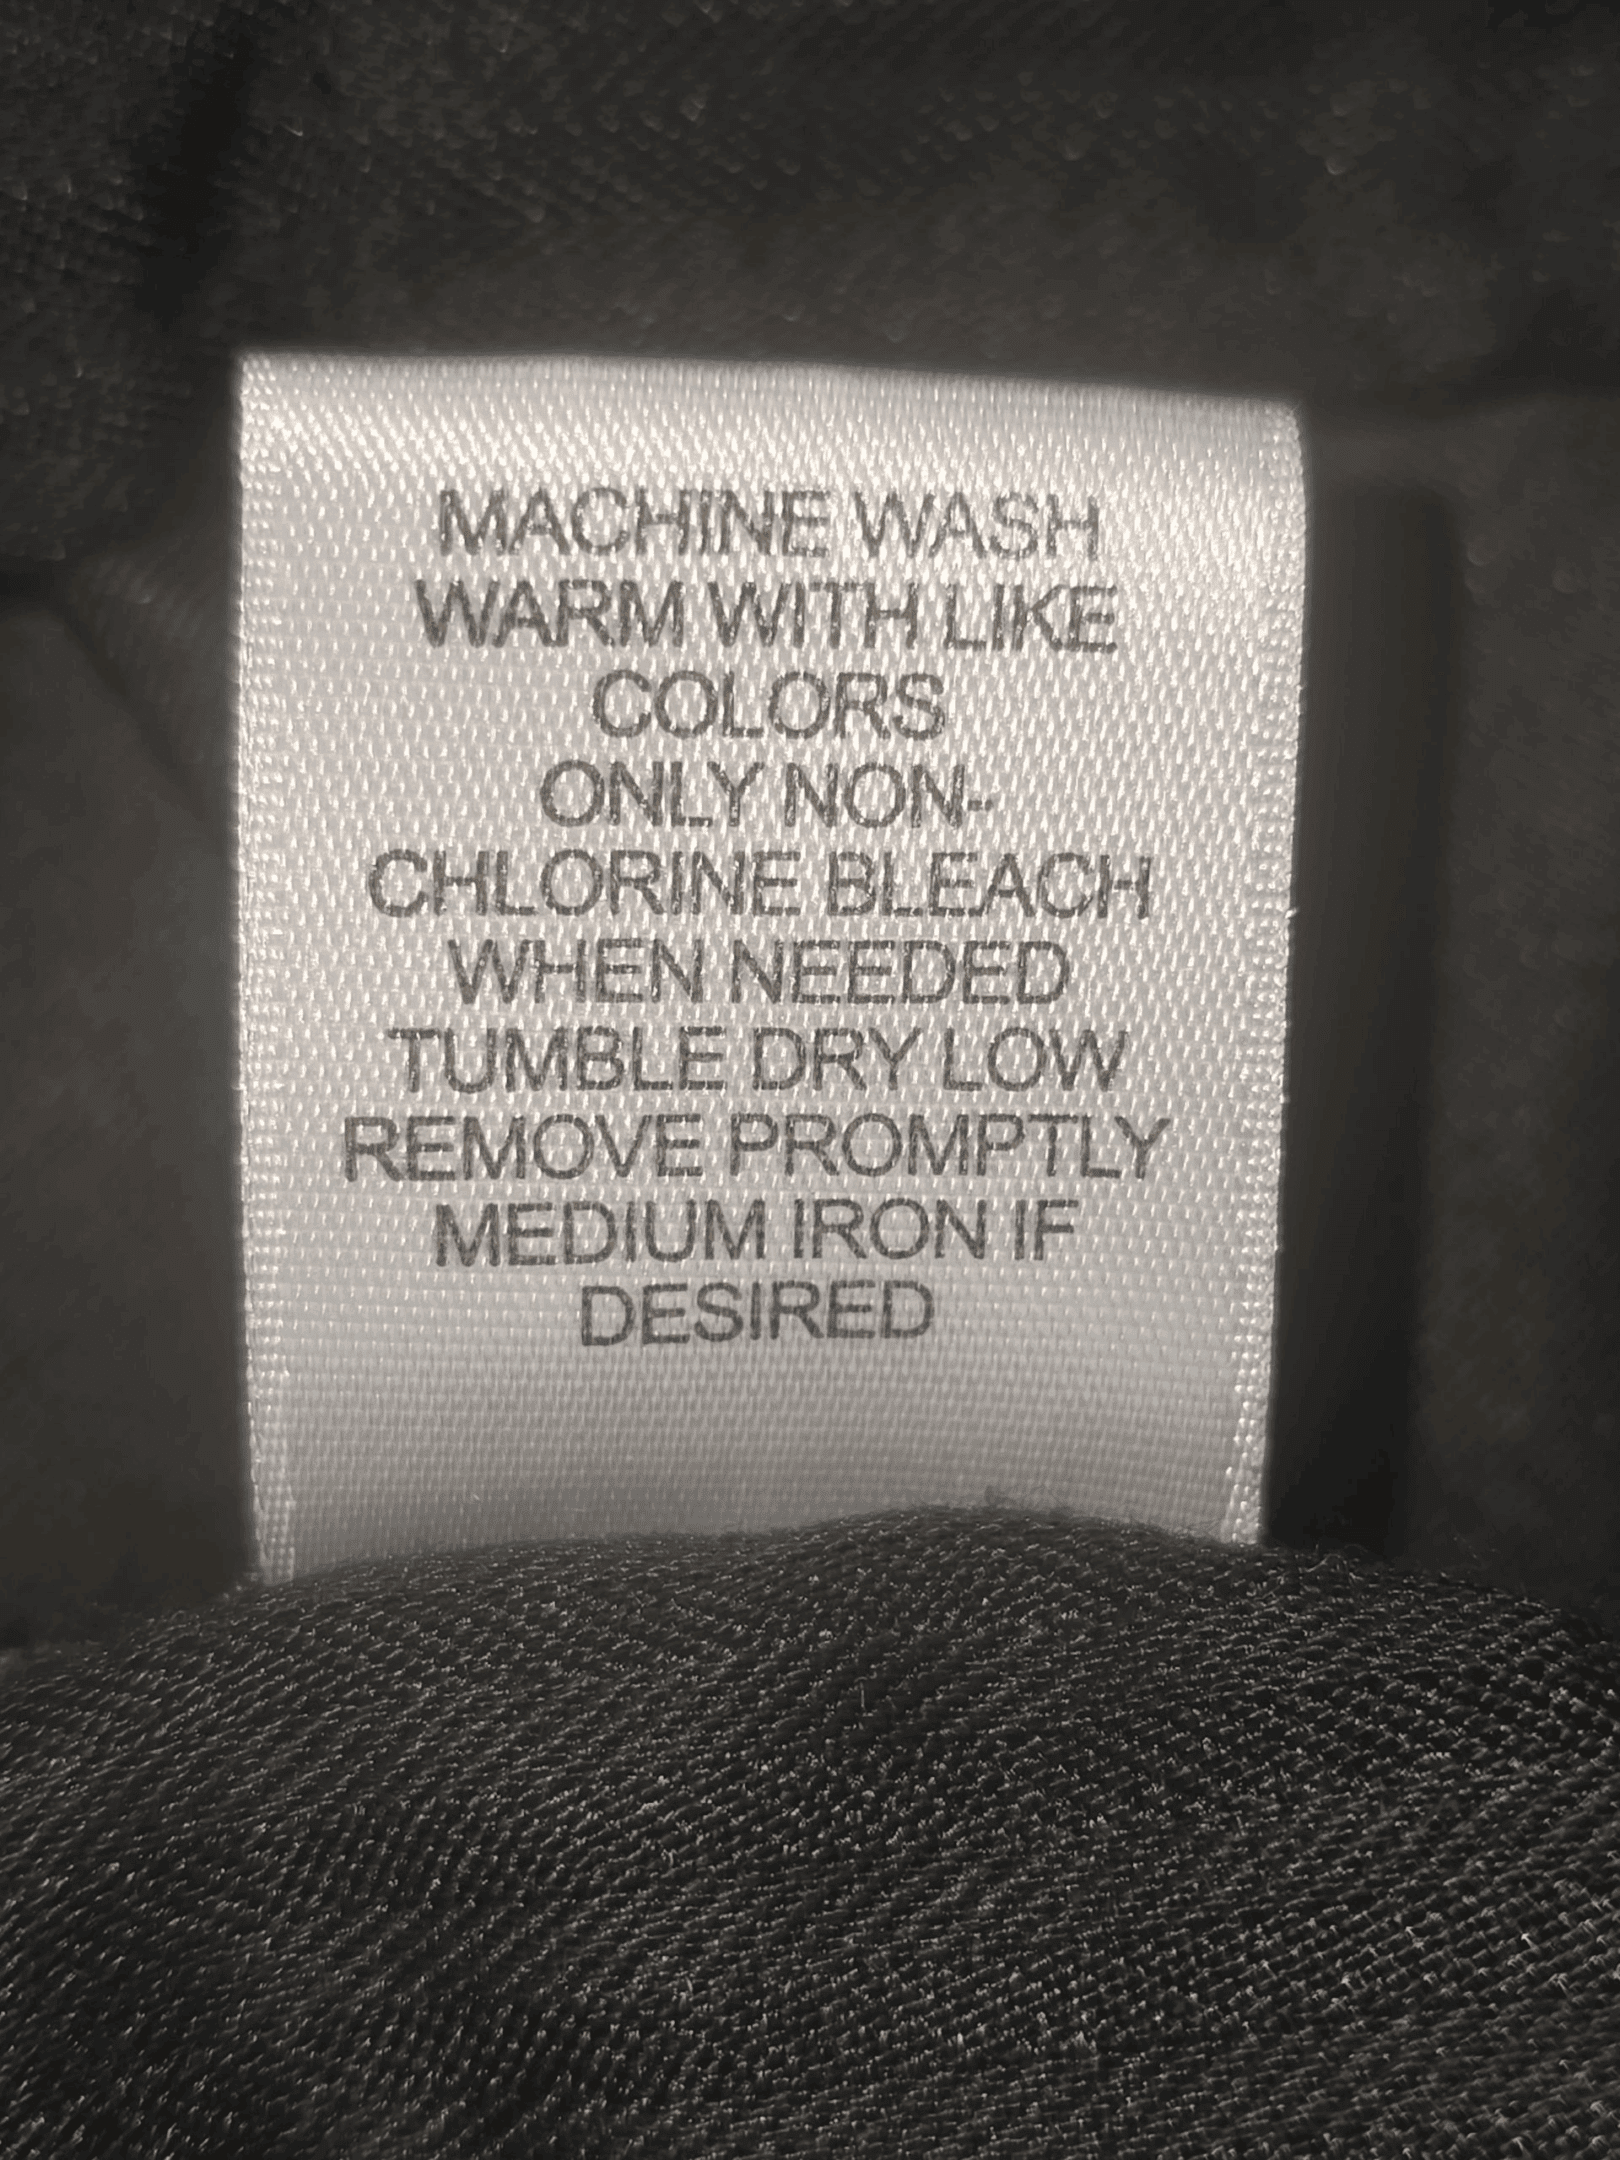 MACHINE WASH
WARM WITH LIKE
COLORS
ONLY NON-
CHLORINE BLEACH
WHEN NEEDED
TUMBLE DRY LOW
REMOVE PROMPTLY
MEDIUM IRON IF
DESIRED